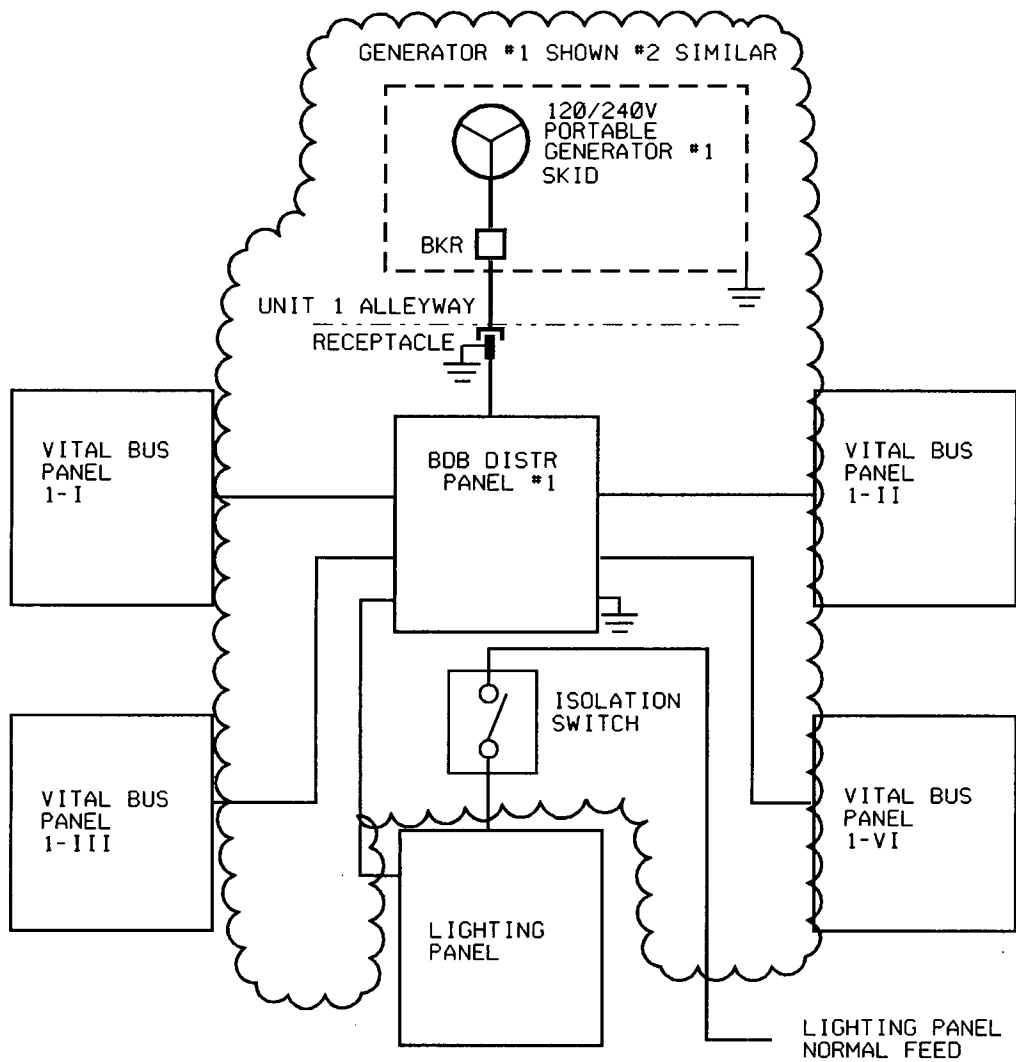 GENERATOR #1 SHOWN #2 SIMILAR
120/240V
PORTABLE
GENERATOR #1
SKID
BKR
UNIT 1 ALLEYWAY
RECEPTACLE
VITAL BUS
PANEL
1-I
BDB DISTR
PANEL #1
VITAL BUS
PANEL
1-II
ISOLATION
SWITCH
VITAL BUS
PANEL
1-III
VITAL BUS
PANEL
1-VI
LIGHTING
PANEL
LIGHTING PANEL
NORMAL FEED